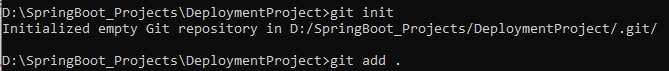 D:\SpringBoot_Projects\DeploymentProject>git init
Initialized empty Git repository in D:/SpringBoot_Projects/DeploymentProject/.git/
D:\SpringBoot_Projects\DeploymentProject>git add .